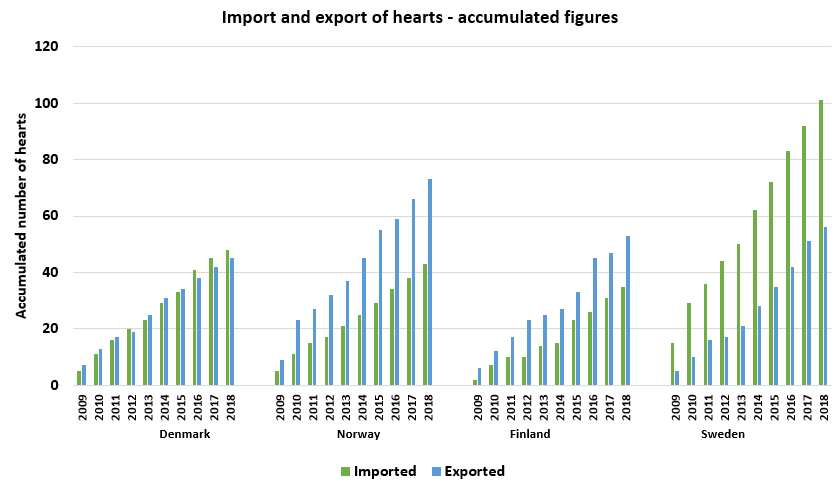 Import and export of hearts - accumulated figures
Accumulated number of hearts
120
100
80
60
40
20
0
2009 2010 2011 2012 2013 2014 2015 2016 2017 2018
2009 2010 2011 2012 2013 2014 2015 2016 2017 2018
2009 2010 2011 2012 2013 2014 2015 2016 2017 2018
2009 2010 2011 2012 2013 2014 2015 2016 2017 2018
Denmark Norway Finland Sweden
Imported Exported